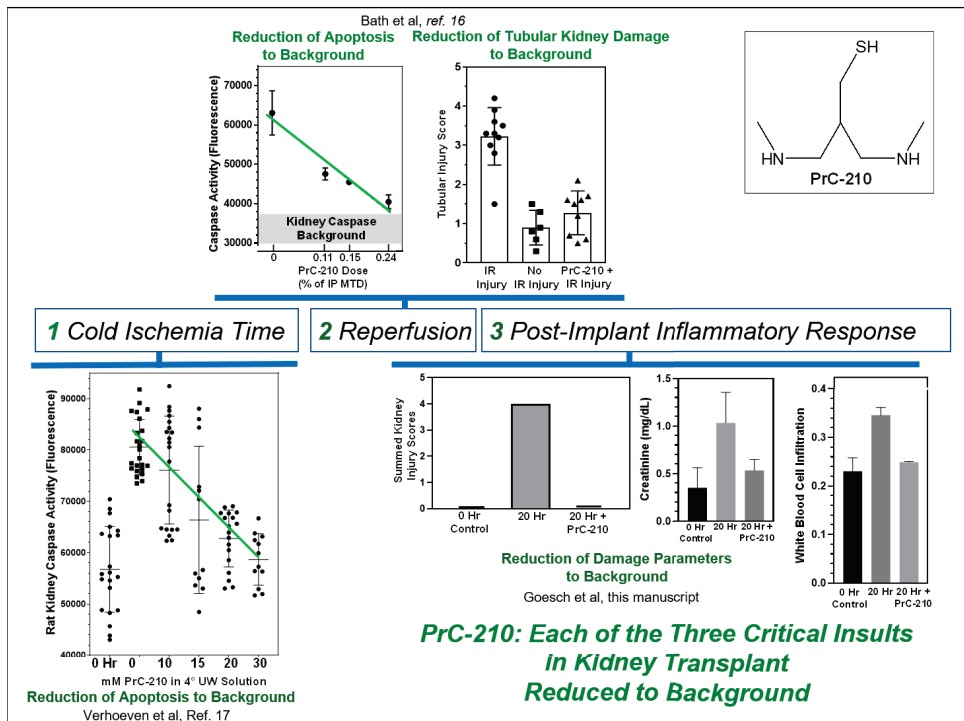 Bath et al, ref. 16
Reduction of Apoptosis
to Background
Caspase Activity (Fluorescence)
70000
60000
50000
40000
30000
Kidney Caspase
Background
0
0.11
0.15
0.24
PrC-210 Dose
(% of IP MTD)
Reduction of Tubular Kidney Damage
to Background
Tubular Injury Score
5
4
3
2
1
0
IR
Injury
No
IR Injury
PrC-210 +
IR Injury
SH
HN
NH
PrC-210
1 Cold Ischemia Time
2 Reperfusion
3 Post-Implant Inflammatory Response
Rat Kidney Caspase Activity (Fluorescence)
90000
80000
70000
60000
50000
40000
0 Hr
0
10
15
20
30
mM PrC-210 in 4° UW Solution
Reduction of Apoptosis to Background
Verhoeven et al, Ref. 17
Summed Kidney
Injury Scores
5
4
3
2
1
0
0 Hr
Control
20 Hr
20 Hr +
PrC-210
Creatinine (mg/dL)
1.5
1.0
0.5
0.0
0 Hr
Control
20 Hr
20 Hr +
PrC-210
White Blood Cell Infiltration
0.4
0.3
0.2
0.1
0.0
0 Hr
Control
20 Hr
20 Hr +
PrC-210
Reduction of Damage Parameters
to Background
Goesch et al, this manuscript
PrC-210: Each of the Three Critical Insults
in Kidney Transplant
Reduced to Background